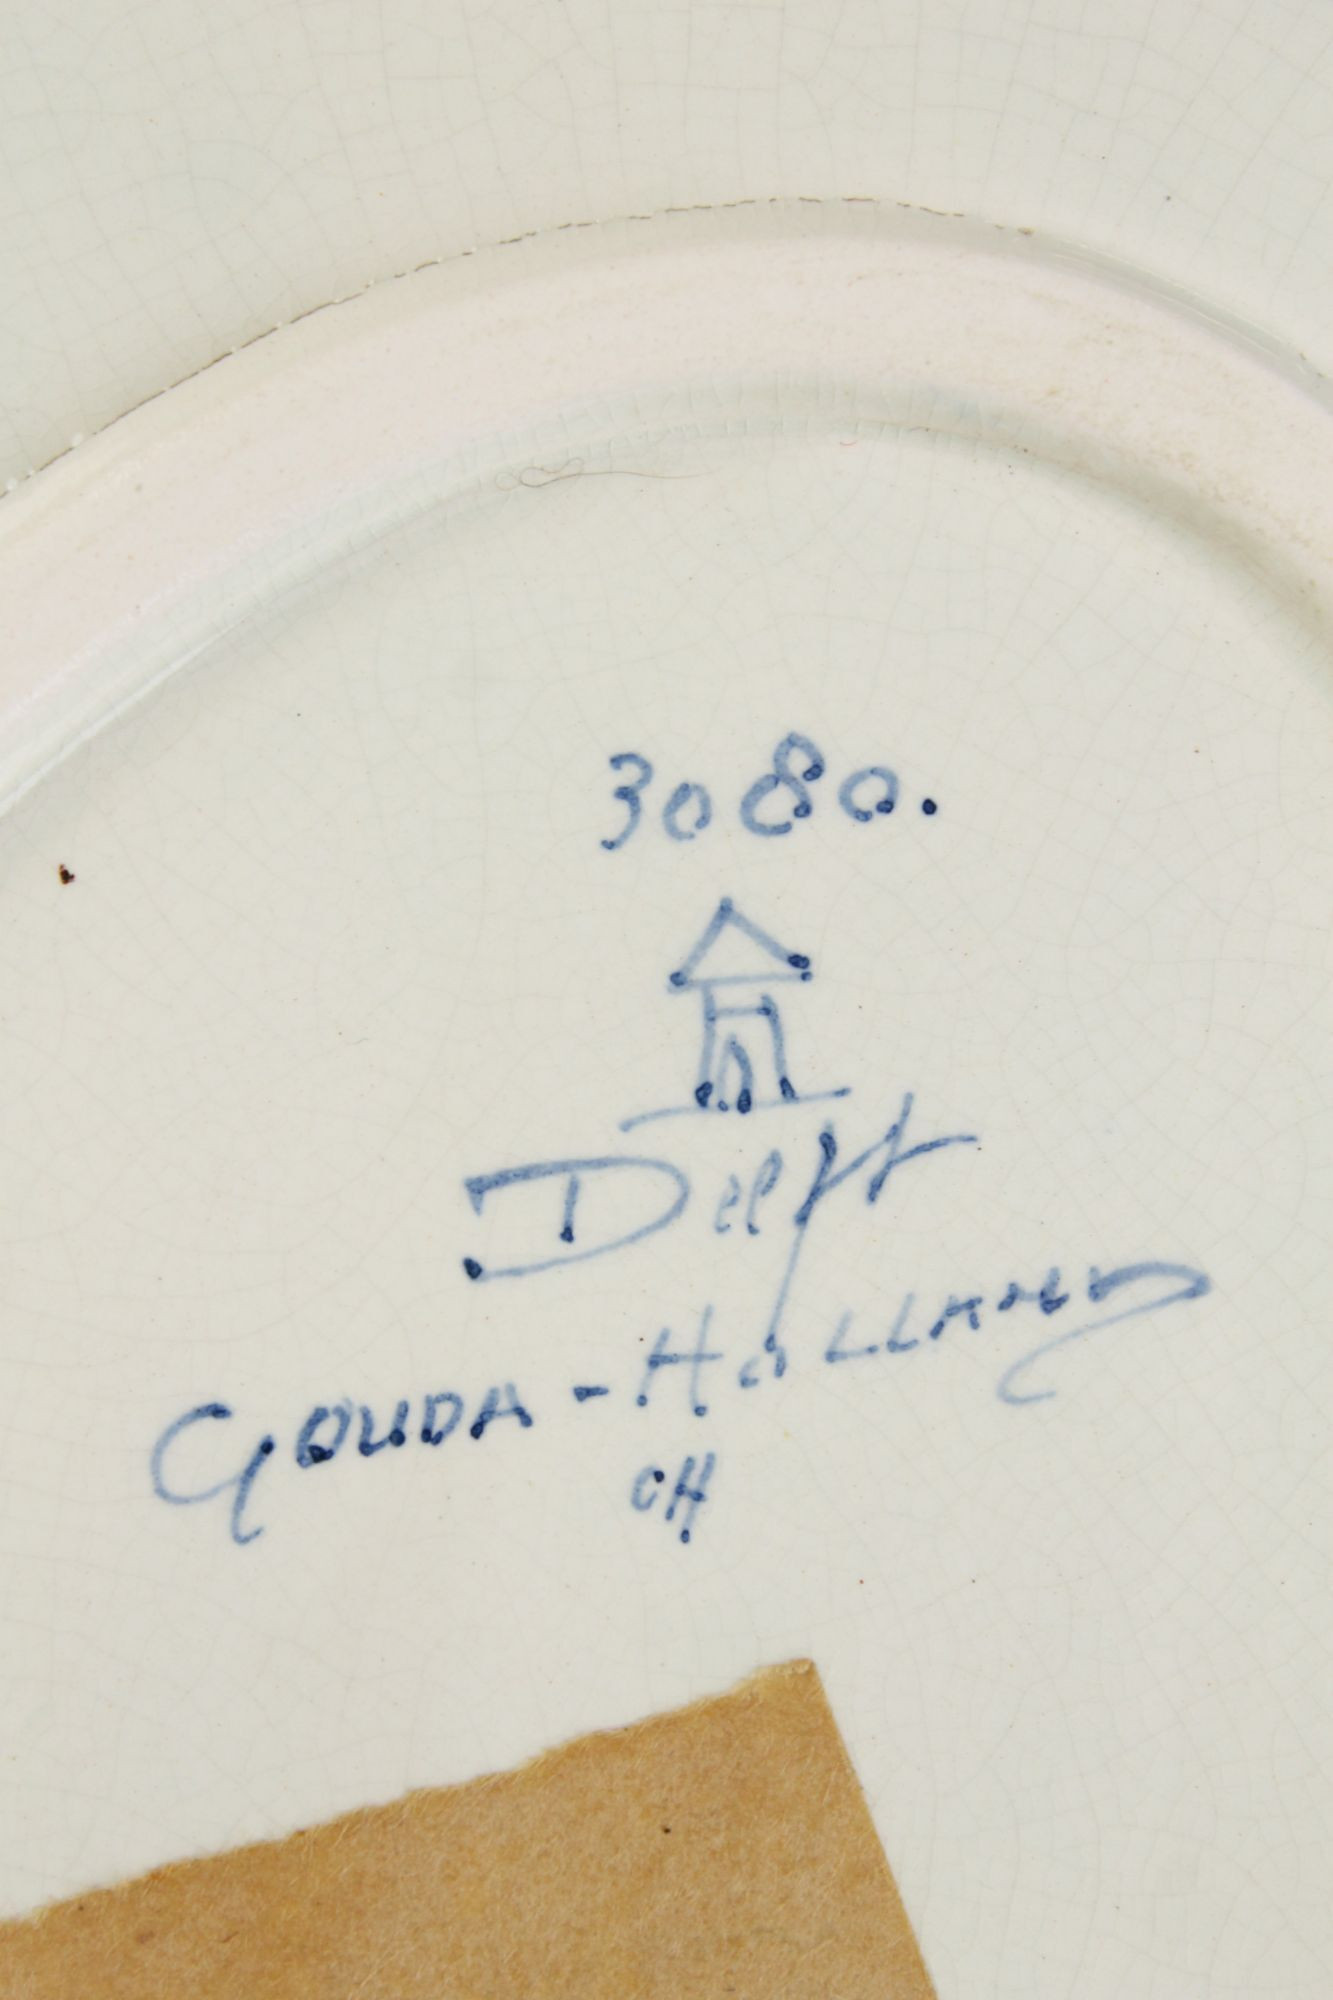 3080.
Delft
GOUDA - HOLLAND
CH